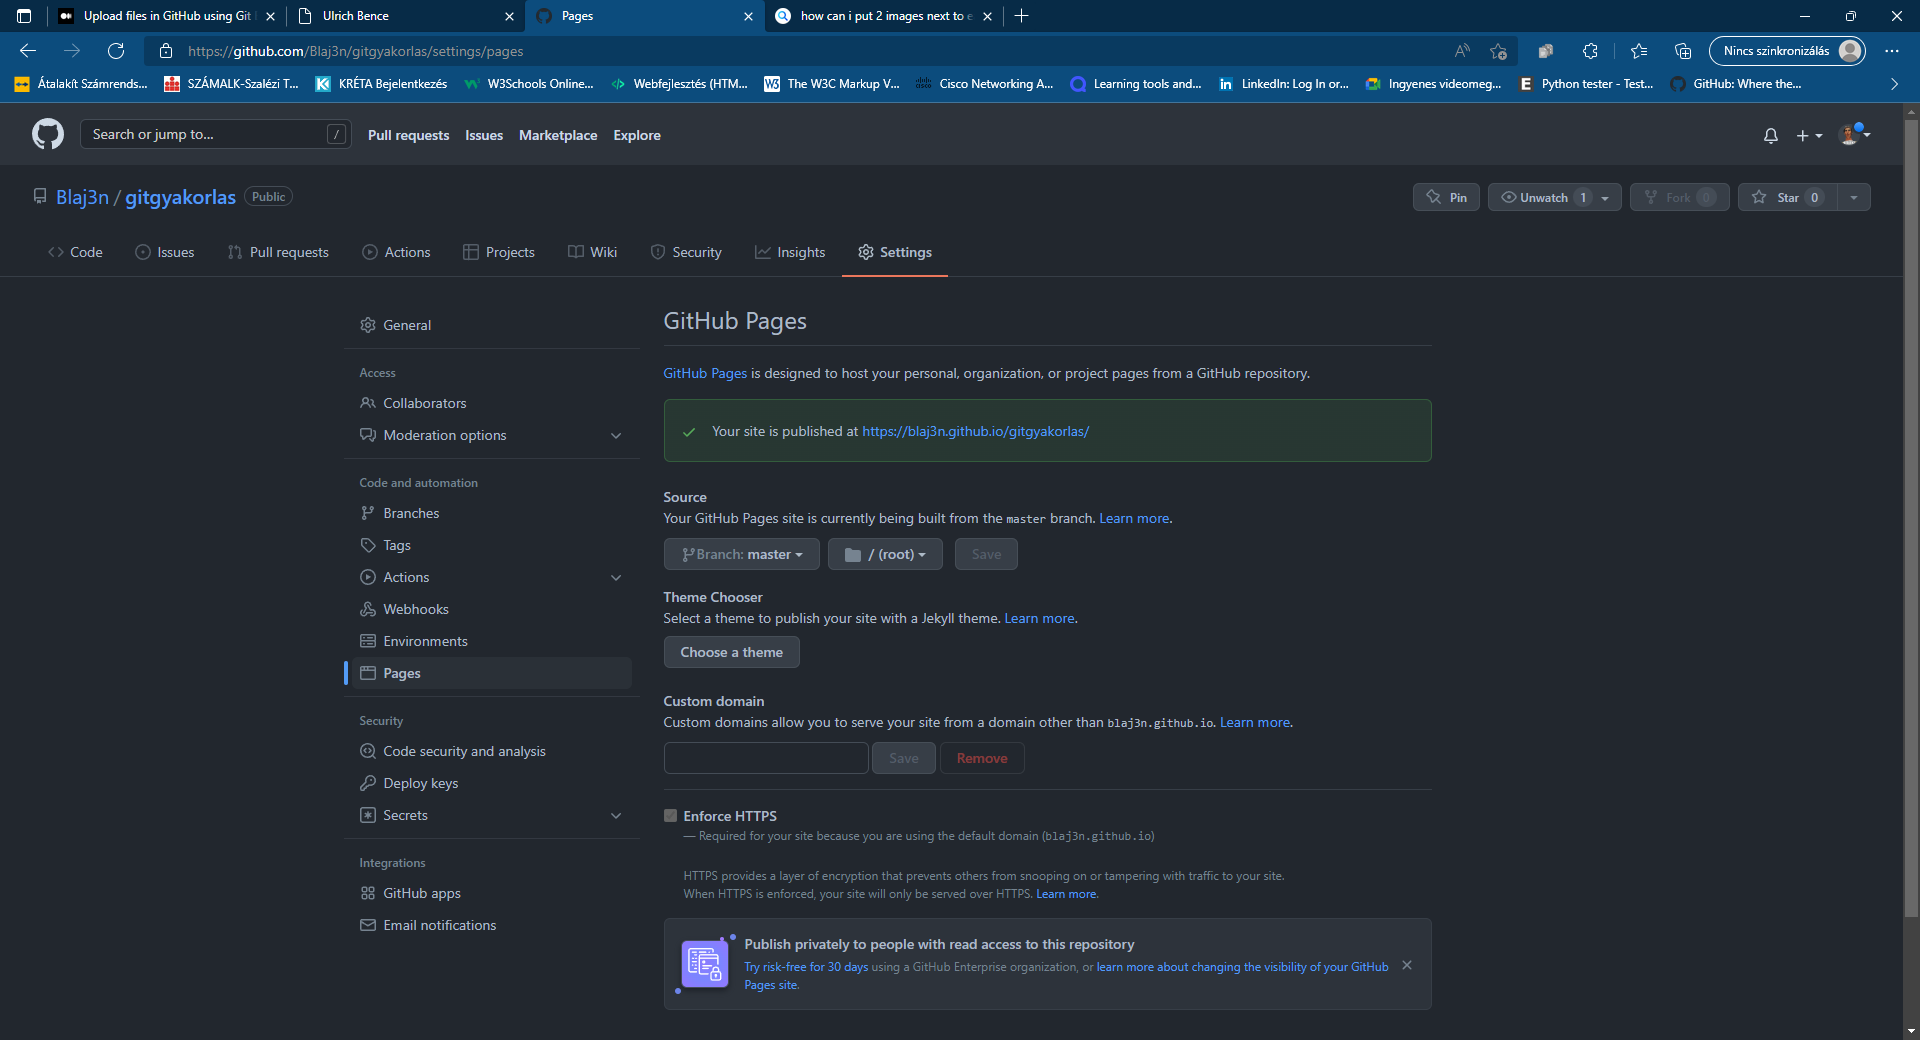 Upload files in GitHub using Git
Ulrich Bence
Pages
how can i put 2 images next to e
https://github.com/Blaj3n/gitgyakorlas/settings/pages
Nincs szinkronizálás
Átalakít Számrends...
SZÁMALK-Szalézi T...
KRÉTA Bejelentkezés
W3Schools Online...
Webfejlesztés (HTM...
The W3C Markup V...
Cisco Networking A...
Learning tools and...
LinkedIn: Log In or...
Ingyenes videomeg...
Python tester - Test...
GitHub: Where the...
Search or jump to...
/
Pull requests
Issues
Marketplace
Explore
Blaj3n / gitgyakorlas
Public
Pin
Unwatch 1
Fork 0
Star 0
Code
Issues
Pull requests
Actions
Projects
Wiki
Security
Insights
Settings
General
Access
Collaborators
Moderation options
Code and automation
Branches
Tags
Actions
Webhooks
Environments
Pages
Security
Code security and analysis
Deploy keys
Secrets
Integrations
GitHub apps
Email notifications
GitHub Pages
GitHub Pages is designed to host your personal, organization, or project pages from a GitHub repository.
Your site is published at https://blaj3n.github.io/gitgyakorlas/
Source
Your GitHub Pages site is currently being built from the master branch. Learn more.
Branch: master
/ (root)
Save
Theme Chooser
Select a theme to publish your site with a Jekyll theme. Learn more.
Choose a theme
Custom domain
Custom domains allow you to serve your site from a domain other than blaj3n.github.io. Learn more.
Save
Remove
Enforce HTTPS
— Required for your site because you are using the default domain (blaj3n.github.io)
HTTPS provides a layer of encryption that prevents others from snooping on or tampering with traffic to your site.
When HTTPS is enforced, your site will only be served over HTTPS. Learn more.
Publish privately to people with read access to this repository
Try risk-free for 30 days using a GitHub Enterprise organization, or learn more about changing the visibility of your GitHub
Pages site.